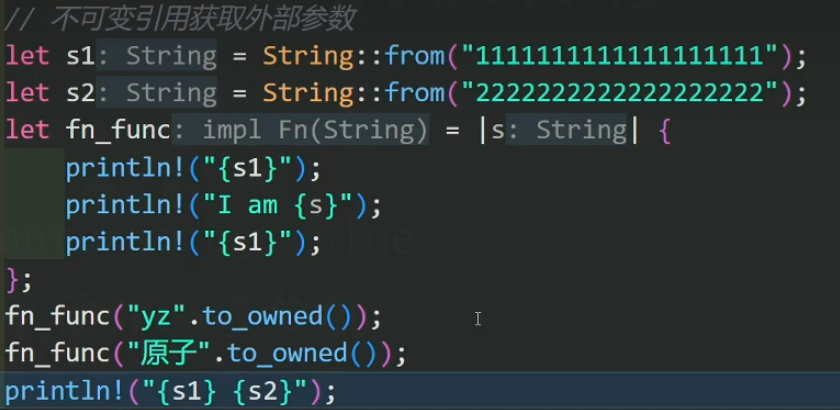 // 不可变引用获取外部参数
let s1: String = String::from("1111111111111111111");
let s2: String = String::from("2222222222222222222");
let fn_func: impl Fn(String) = |s: String| {
    println!("{s1}");
    println!("I am {s}");
    println!("{s1}");
};
fn_func("yz".to_owned());
fn_func("原子".to_owned());
println!("{s1} {s2}");